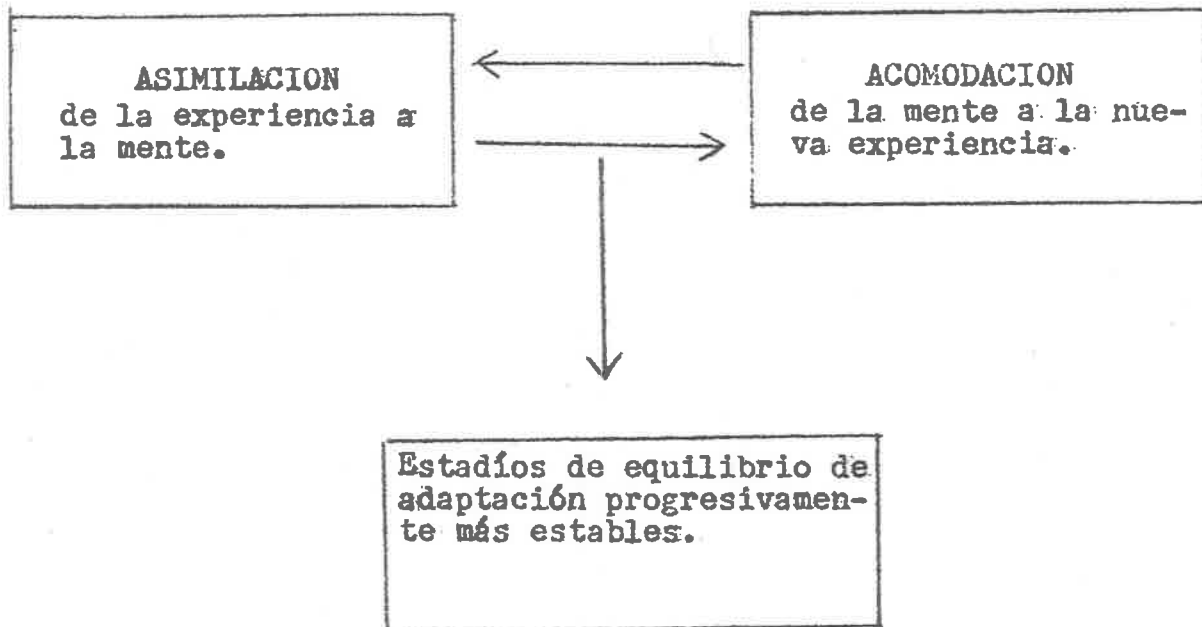 ASIMILACION
de la experiencia a
la mente.
ACOMODACION
de la mente a la nue-
va experiencia.
Estadíos de equilibrio de
adaptación progresivamen-
te más estables.